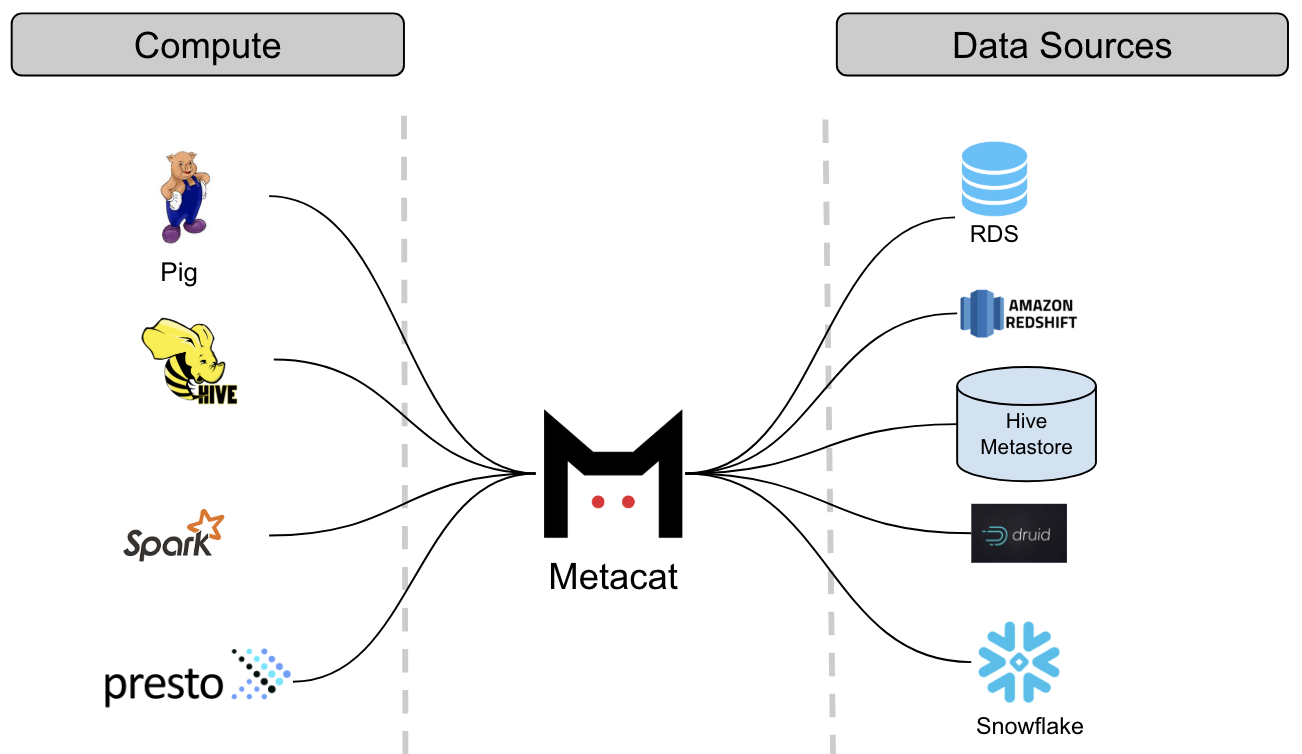 Compute
Data Sources
Pig
HIVE
Spark
presto
Metacat
RDS
AMAZON
REDSHIFT
Hive
Metastore
druid
Snowflake